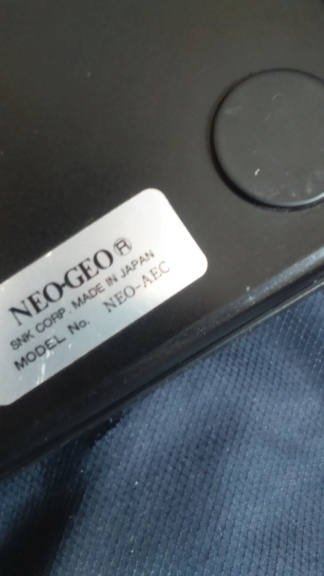 NEO-GEO®
SNK CORP. MADE IN JAPAN
MODEL No. NEO-AEC